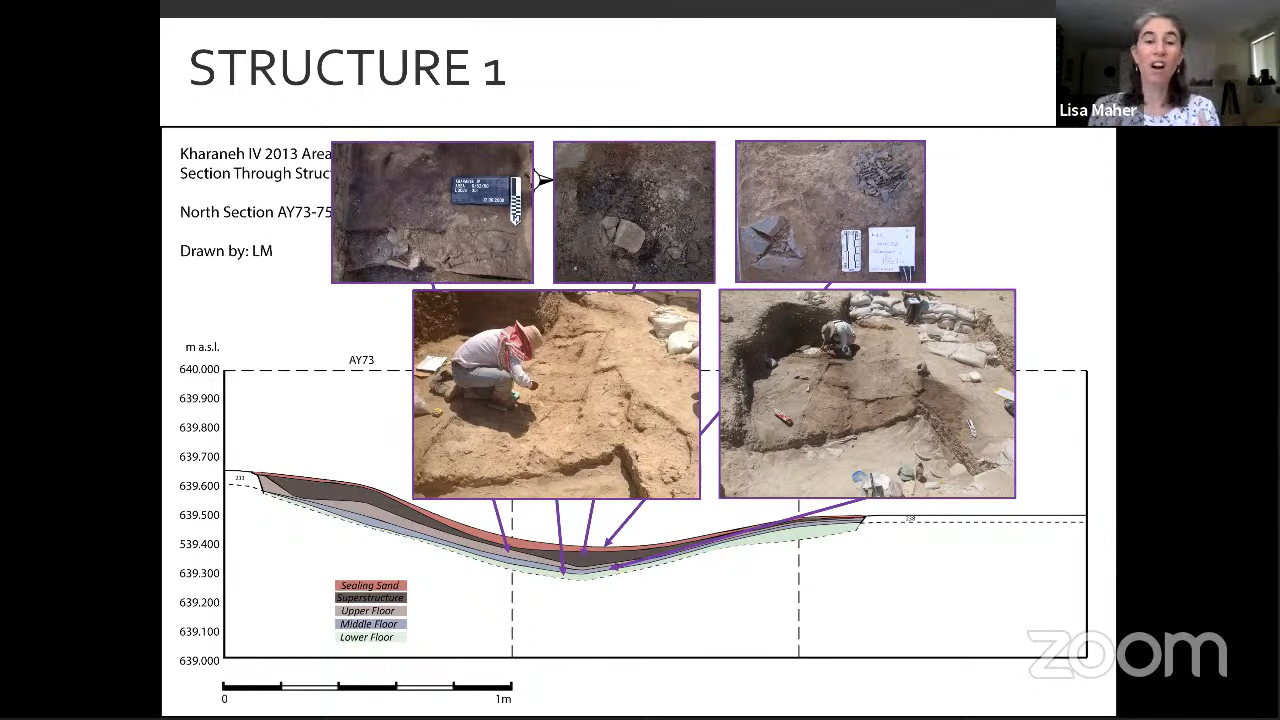 STRUCTURE 1
Lisa Maher
Kharaneh IV 2013 Area
Section Through Struc
North Section AY73-75
Drawn by: LM
m a.s.l.
AY73
640.000
639.900
639.800
639.700
639.600
639.500
539.400
639.300
639.200
639.100
639.000
Sealing Sand
Superstructure
Upper Floor
Middle Floor
Lower Floor
0
1m
zoom